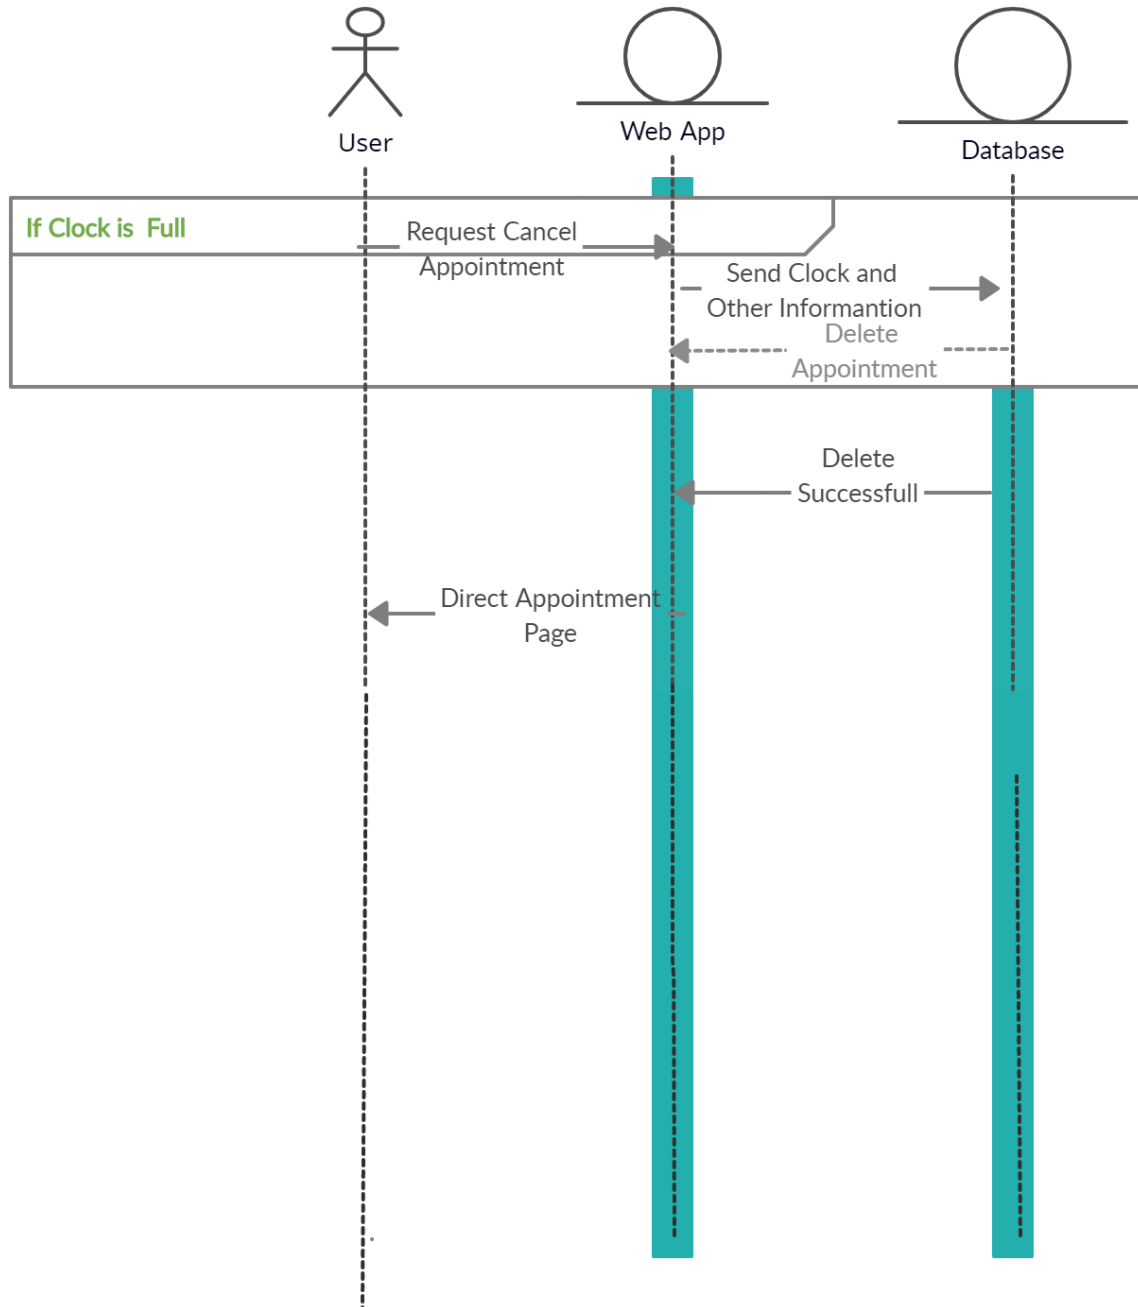 User
Web App
Database
If Clock is Full
Request Cancel
Appointment
Send Clock and
Other Informantion
Delete
Appointment
Delete
Successfull
Direct Appointment
Page